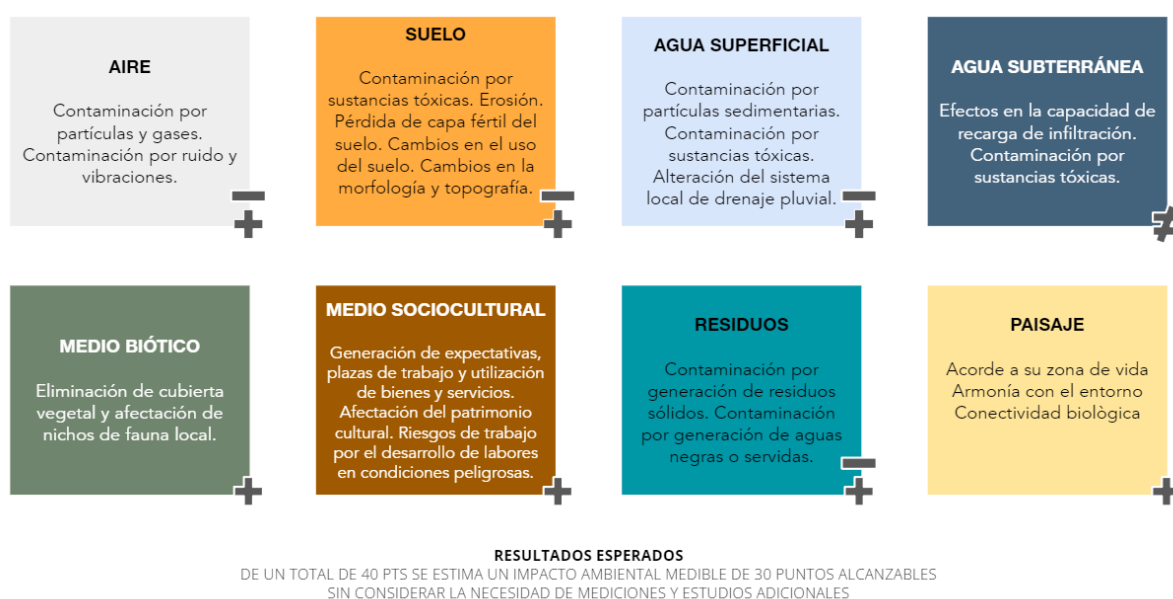 AIRE
Contaminación por
partículas y gases.
Contaminación por ruido y
vibraciones.
SUELO
Contaminación por
sustancias tóxicas. Erosión.
Pérdida de capa fértil del
suelo. Cambios en el uso
del suelo. Cambios en la
morfología y topografía.
AGUA SUPERFICIAL
Contaminación por
partículas sedimentarias.
Contaminación por
sustancias tóxicas.
Alteración del sistema
local de drenaje pluvial.
AGUA SUBTERRÁNEA
Efectos en la capacidad de
recarga de infiltración.
Contaminación por
sustancias tóxicas.
MEDIO BIÓTICO
Eliminación de cubierta
vegetal y afectación de
nichos de fauna local.
MEDIO SOCIOCULTURAL
Generación de expectativas,
plazas de trabajo y utilización
de bienes y servicios.
Afectación del patrimonio
cultural. Riesgos de trabajo
por el desarrollo de labores
en condiciones peligrosas.
RESIDUOS
Contaminación por
generación de residuos
sólidos. Contaminación
por generación de aguas
negras o servidas.
PAISAJE
Acorde a su zona de vida
Armonía con el entorno
Conectividad biològica
RESULTADOS ESPERADOS
DE UN TOTAL DE 40 PTS SE ESTIMA UN IMPACTO AMBIENTAL MEDIBLE DE 30 PUNTOS ALCANZABLES
SIN CONSIDERAR LA NECESIDAD DE MEDICIONES Y ESTUDIOS ADICIONALES